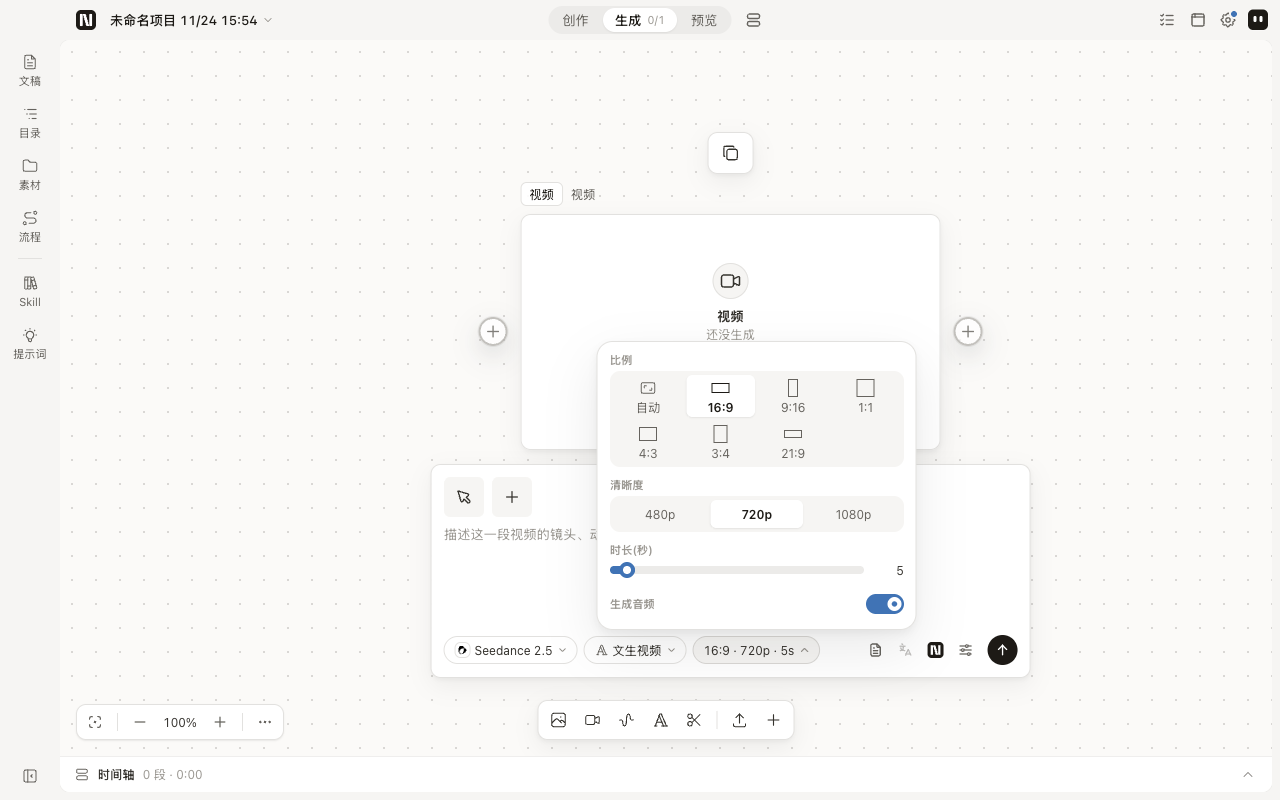 未命名项目 11/24 15:54
创作
生成 0/1
预览
文稿
目录
素材
流程
Skill
提示词
视频
视频
视频
还没生成
比例
自动
16:9
9:16
1:1
4:3
3:4
21:9
清晰度
480p
720p
1080p
描述这一段视频的镜头、
时长(秒)
5
生成音频
Seedance 2.5
文生视频
16:9 · 720p · 5s
100%
时间轴 0 段 · 0:00